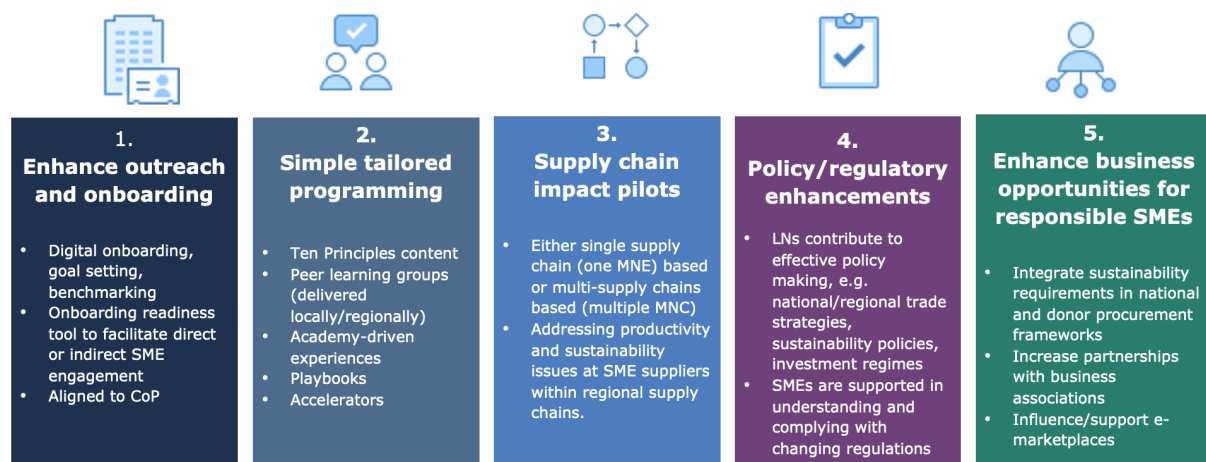 1.
Enhance outreach
and onboarding
• Digital onboarding,
goal setting,
benchmarking
• Onboarding readiness
tool to facilitate direct
or indirect SME
engagement
• Aligned to CoP
2.
Simple tailored
programming
• Ten Principles content
• Peer learning groups
(delivered
locally/regionally)
• Academy-driven
experiences
• Playbooks
• Accelerators
3.
Supply chain
impact pilots
• Either single supply
chain (one MNE) based
or multi-supply chains
based (multiple MNC)
• Addressing productivity
and sustainability
issues at SME suppliers
within regional supply
chains.
4.
Policy/regulatory
enhancements
• LNs contribute to
effective policy
making, e.g.
national/regional trade
strategies,
sustainability policies,
investment regimes
• SMEs are supported in
understanding and
complying with
changing regulations
5.
Enhance business
opportunities for
responsible SMEs
• Integrate sustainability
requirements in national
and donor procurement
frameworks
• Increase partnerships
with business
associations
• Influence/support e-
marketplaces